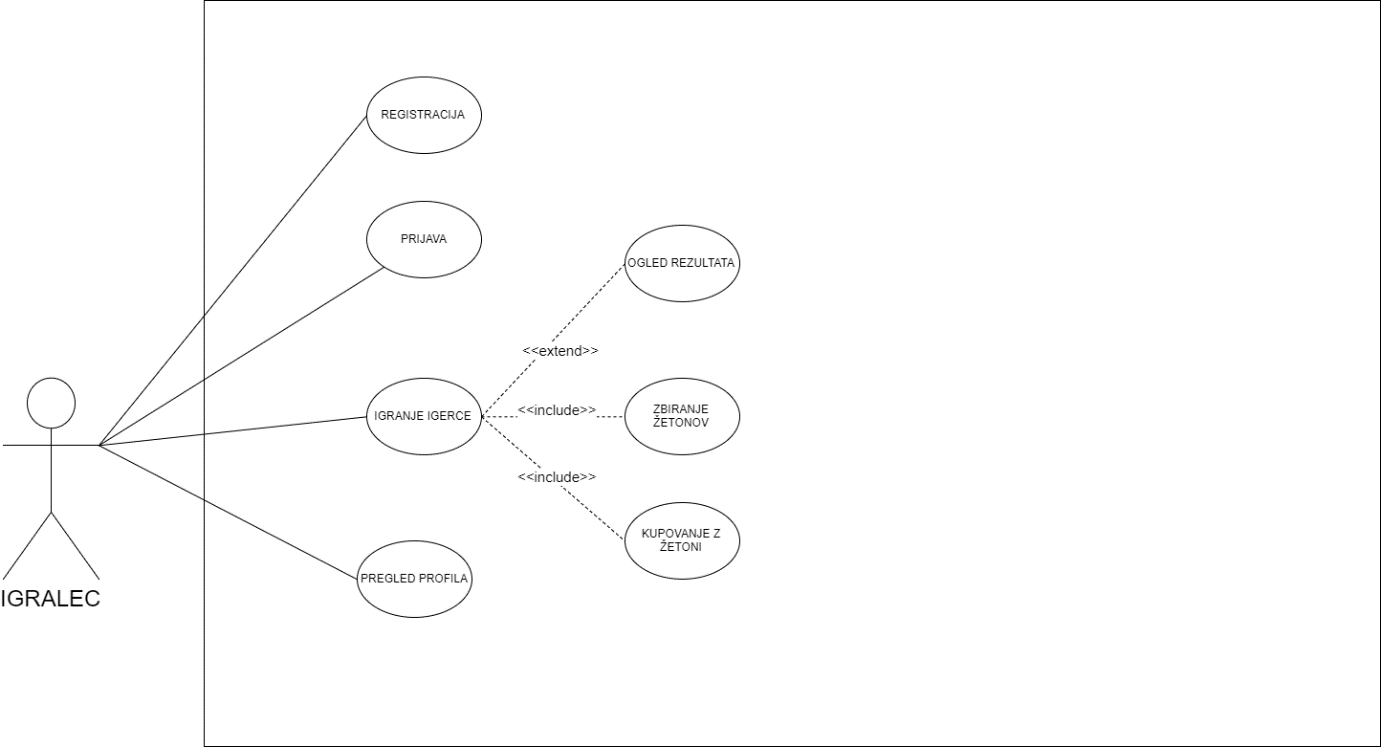 REGISTRACIJA
PRIJAVA
OGLED REZULTATA
<<extend>>
IGRANJE IGERCE
<<include>>
ZBIRANJE
ŽETONOV
<<include>>
KUPOVANJE Z
ŽETONI
PREGLED PROFILA
IGRALEC